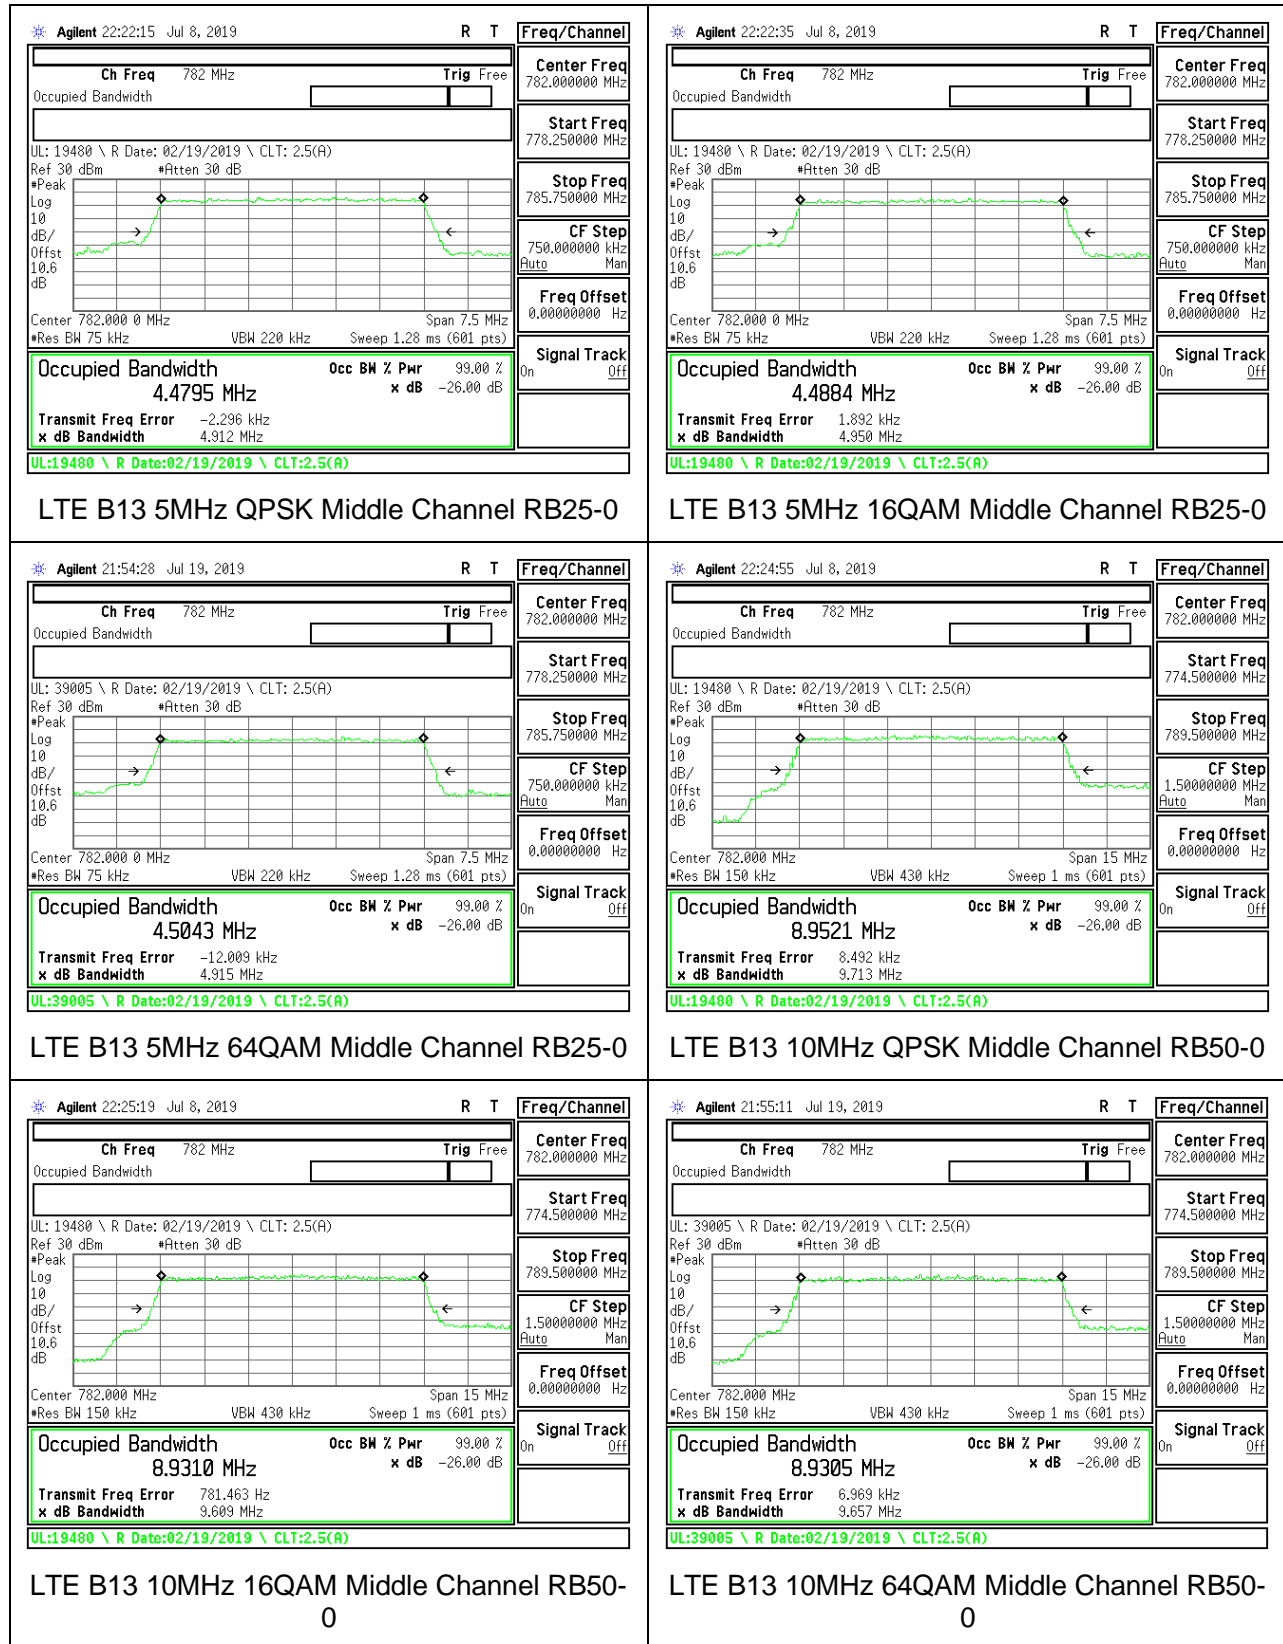 Agilent 22:22:15 Jul 8, 2019 R T Freq/Channel
Ch Freq 782 MHz Trig Free
Occupied Bandwidth
Center Freq
782.000000 MHz
Start Freq
778.250000 MHz
UL: 19480 \ R Date: 02/19/2019 \ CLT: 2.5(A)
Ref 30 dBm #Atten 30 dB
#Peak
Log
10
dB/
Offst
10.6
dB
Stop Freq
785.750000 MHz
CF Step
750.000000 kHz
Auto Man
Freq Offset
0.00000000 Hz
Center 782.000 0 MHz Span 7.5 MHz
#Res BW 75 kHz VBW 220 kHz Sweep 1.28 ms (601 pts)
Signal Track
On Off
Occupied Bandwidth Occ BW % Pwr 99.00 %
4.4795 MHz x dB -26.00 dB
Transmit Freq Error -2.296 kHz
x dB Bandwidth 4.912 MHz
UL:19480 \ R Date:02/19/2019 \ CLT:2.5(A)
LTE B13 5MHz QPSK Middle Channel RB25-0
Agilent 22:22:35 Jul 8, 2019 R T Freq/Channel
Ch Freq 782 MHz Trig Free
Occupied Bandwidth
Center Freq
782.000000 MHz
Start Freq
778.250000 MHz
UL: 19480 \ R Date: 02/19/2019 \ CLT: 2.5(A)
Ref 30 dBm #Atten 30 dB
#Peak
Log
10
dB/
Offst
10.6
dB
Stop Freq
785.750000 MHz
CF Step
750.000000 kHz
Auto Man
Freq Offset
0.00000000 Hz
Center 782.000 0 MHz Span 7.5 MHz
#Res BW 75 kHz VBW 220 kHz Sweep 1.28 ms (601 pts)
Signal Track
On Off
Occupied Bandwidth Occ BW % Pwr 99.00 %
4.4884 MHz x dB -26.00 dB
Transmit Freq Error 1.892 kHz
x dB Bandwidth 4.950 MHz
UL:19480 \ R Date:02/19/2019 \ CLT:2.5(A)
LTE B13 5MHz 16QAM Middle Channel RB25-0
Agilent 21:54:28 Jul 19, 2019 R T Freq/Channel
Ch Freq 782 MHz Trig Free
Occupied Bandwidth
Center Freq
782.000000 MHz
Start Freq
778.250000 MHz
UL: 39005 \ R Date: 02/19/2019 \ CLT: 2.5(A)
Ref 30 dBm #Atten 30 dB
#Peak
Log
10
dB/
Offst
10.6
dB
Stop Freq
785.750000 MHz
CF Step
750.000000 kHz
Auto Man
Freq Offset
0.00000000 Hz
Center 782.000 0 MHz Span 7.5 MHz
#Res BW 75 kHz VBW 220 kHz Sweep 1.28 ms (601 pts)
Signal Track
On Off
Occupied Bandwidth Occ BW % Pwr 99.00 %
4.5043 MHz x dB -26.00 dB
Transmit Freq Error -12.009 kHz
x dB Bandwidth 4.915 MHz
UL:39005 \ R Date:02/19/2019 \ CLT:2.5(A)
LTE B13 5MHz 64QAM Middle Channel RB25-0
Agilent 22:24:55 Jul 8, 2019 R T Freq/Channel
Ch Freq 782 MHz Trig Free
Occupied Bandwidth
Center Freq
782.000000 MHz
Start Freq
774.500000 MHz
UL: 19480 \ R Date: 02/19/2019 \ CLT: 2.5(A)
Ref 30 dBm #Atten 30 dB
#Peak
Log
10
dB/
Offst
10.6
dB
Stop Freq
789.500000 MHz
CF Step
1.50000000 MHz
Auto Man
Freq Offset
0.00000000 Hz
Center 782.000 MHz Span 15 MHz
#Res BW 150 kHz VBW 430 kHz Sweep 1 ms (601 pts)
Signal Track
On Off
Occupied Bandwidth Occ BW % Pwr 99.00 %
8.9521 MHz x dB -26.00 dB
Transmit Freq Error 8.492 kHz
x dB Bandwidth 9.713 MHz
UL:19480 \ R Date:02/19/2019 \ CLT:2.5(A)
LTE B13 10MHz QPSK Middle Channel RB50-0
Agilent 22:25:19 Jul 8, 2019 R T Freq/Channel
Ch Freq 782 MHz Trig Free
Occupied Bandwidth
Center Freq
782.000000 MHz
Start Freq
774.500000 MHz
UL: 19480 \ R Date: 02/19/2019 \ CLT: 2.5(A)
Ref 30 dBm #Atten 30 dB
#Peak
Log
10
dB/
Offst
10.6
dB
Stop Freq
789.500000 MHz
CF Step
1.50000000 MHz
Auto Man
Freq Offset
0.00000000 Hz
Center 782.000 MHz Span 15 MHz
#Res BW 150 kHz VBW 430 kHz Sweep 1 ms (601 pts)
Signal Track
On Off
Occupied Bandwidth Occ BW % Pwr 99.00 %
8.9310 MHz x dB -26.00 dB
Transmit Freq Error 781.463 Hz
x dB Bandwidth 9.609 MHz
UL:19480 \ R Date:02/19/2019 \ CLT:2.5(A)
LTE B13 10MHz 16QAM Middle Channel RB50-
0
Agilent 21:55:11 Jul 19, 2019 R T Freq/Channel
Ch Freq 782 MHz Trig Free
Occupied Bandwidth
Center Freq
782.000000 MHz
Start Freq
774.500000 MHz
UL: 39005 \ R Date: 02/19/2019 \ CLT: 2.5(A)
Ref 30 dBm #Atten 30 dB
#Peak
Log
10
dB/
Offst
10.6
dB
Stop Freq
789.500000 MHz
CF Step
1.50000000 MHz
Auto Man
Freq Offset
0.00000000 Hz
Center 782.000 MHz Span 15 MHz
#Res BW 150 kHz VBW 430 kHz Sweep 1 ms (601 pts)
Signal Track
On Off
Occupied Bandwidth Occ BW % Pwr 99.00 %
8.9305 MHz x dB -26.00 dB
Transmit Freq Error 6.969 kHz
x dB Bandwidth 9.657 MHz
UL:39005 \ R Date:02/19/2019 \ CLT:2.5(A)
LTE B13 10MHz 64QAM Middle Channel RB50-
0